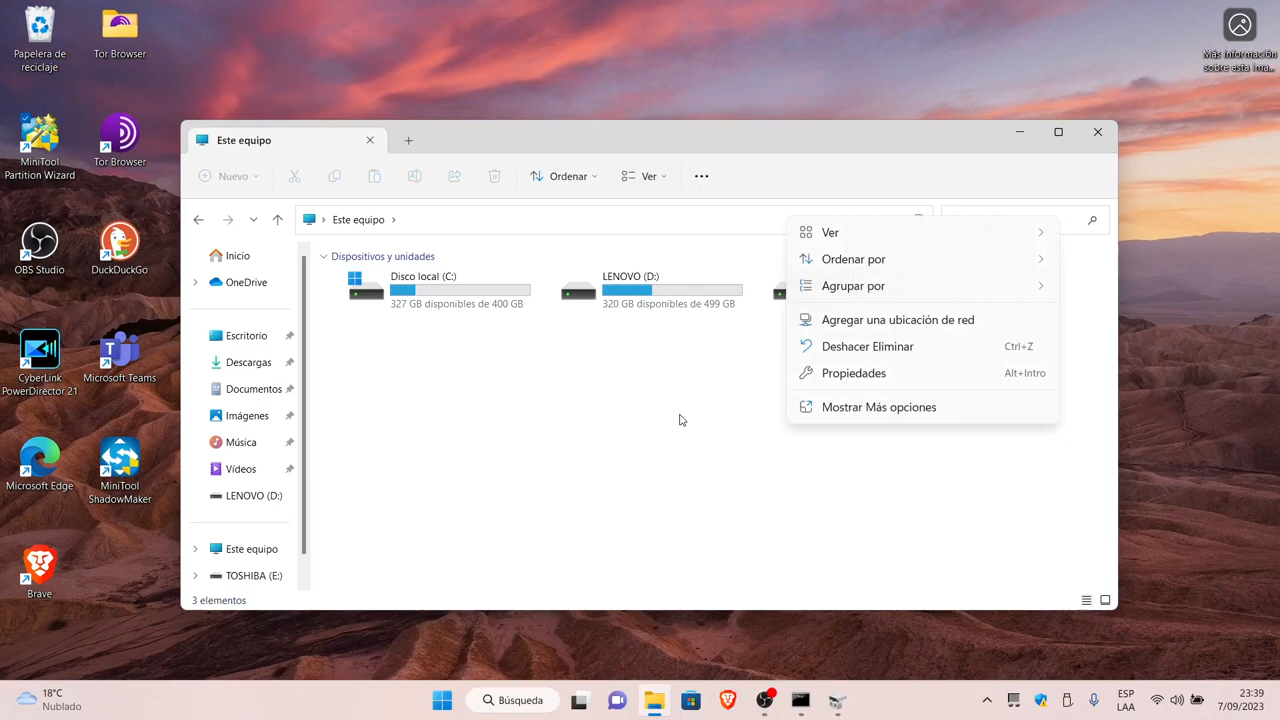 Papelera de
reciclaje
Tor Browser
Más información
sobre esta ima...
MiniTool
Partition Wizard
Tor Browser
OBS Studio
DuckDuckGo
CyberLink
PowerDirector 21
Microsoft Teams
Microsoft Edge
MiniTool
ShadowMaker
Brave
Este equipo
Nuevo
Ordenar
Ver
Este equipo
Inicio
OneDrive
Escritorio
Descargas
Documentos
Imágenes
Música
Vídeos
LENOVO (D:)
Este equipo
TOSHIBA (E:)
Dispositivos y unidades
Disco local (C:)
327 GB disponibles de 400 GB
LENOVO (D:)
320 GB disponibles de 499 GB
Ver
Ordenar por
Agrupar por
Agregar una ubicación de red
Deshacer Eliminar Ctrl+Z
Propiedades Alt+Intro
Mostrar Más opciones
3 elementos
18°C
Nublado
Búsqueda
ESP
LAA
23:39
7/09/2023